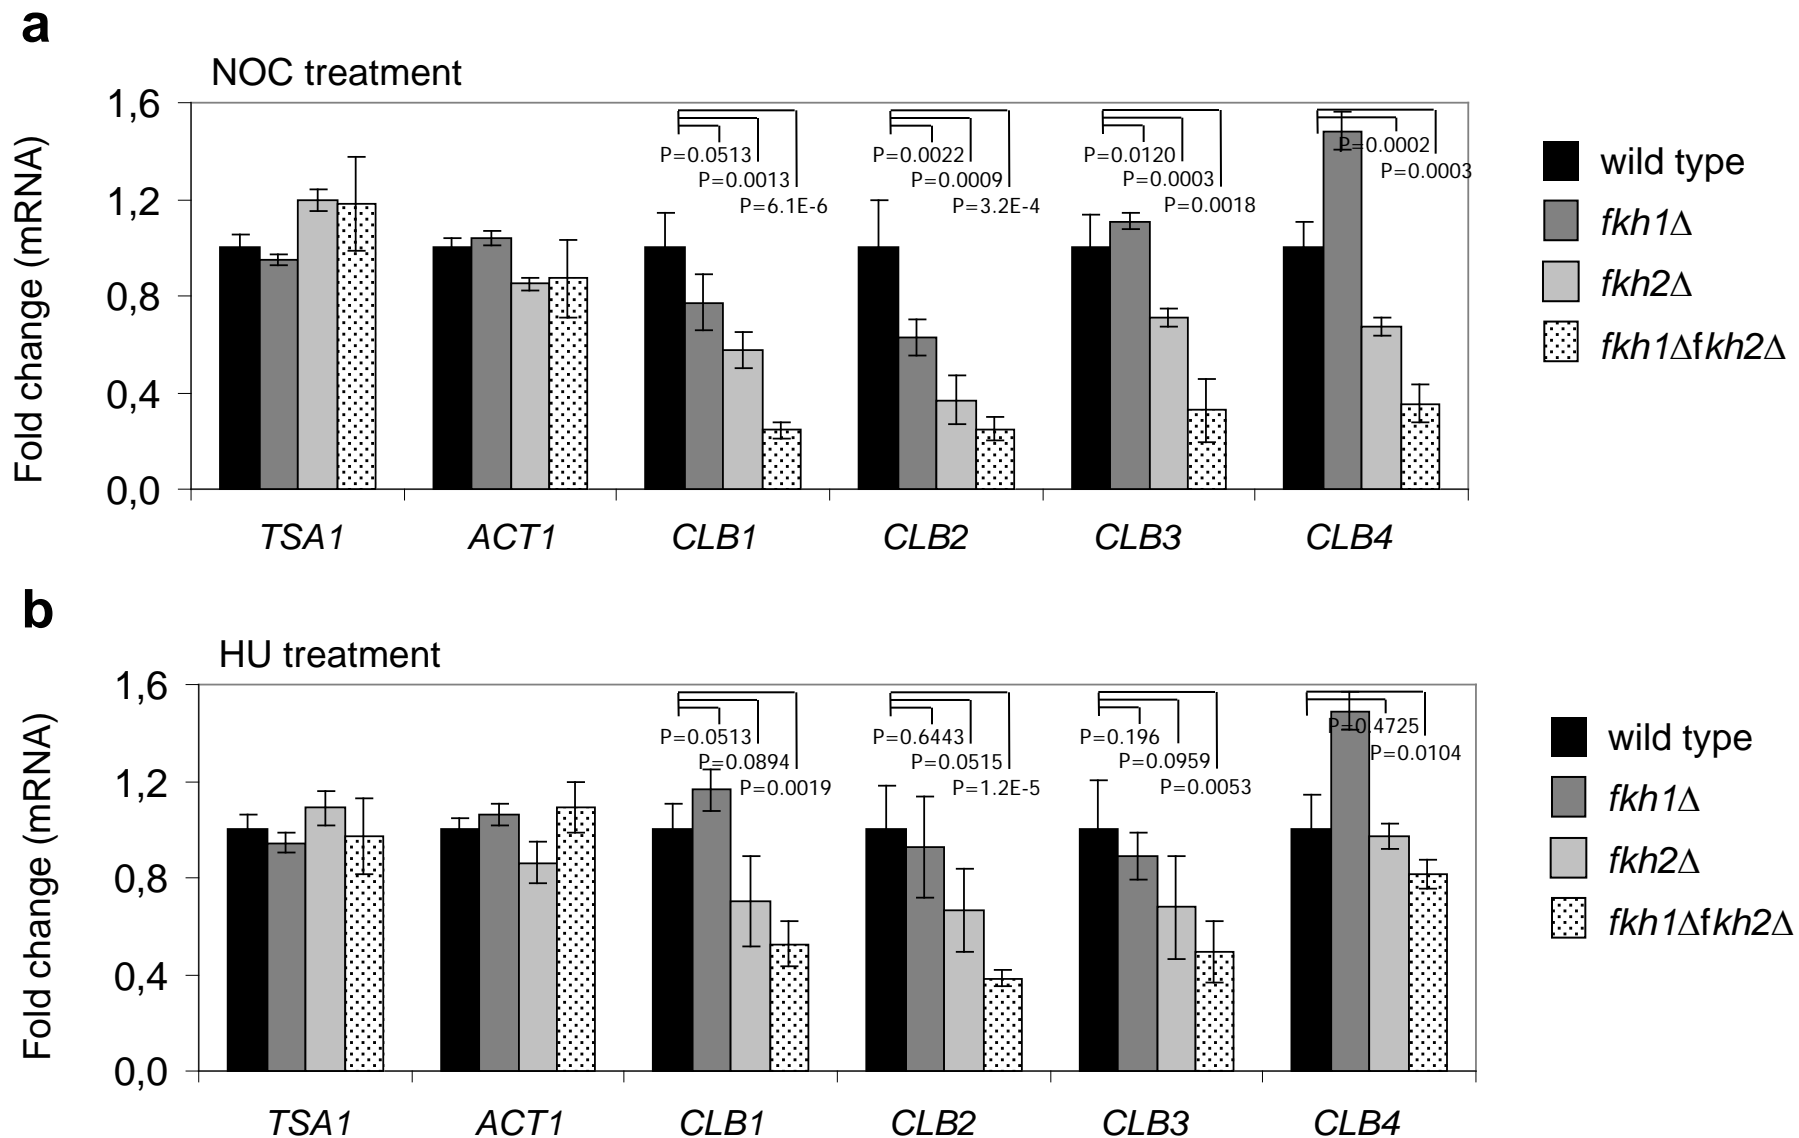 a
NOC treatment
Fold change (mRNA)
1,6
1,2
0,8
0,4
0,0
P=0.0513
P=0.0013
P=6.1E-6
P=0.0022
P=0.0009
P=3.2E-4
P=0.0120
P=0.0003
P=0.0018
P=0.0002
P=0.0003
TSA1 ACT1 CLB1 CLB2 CLB3 CLB4
wild type
fkh1Δ
fkh2Δ
fkh1Δfkh2Δ
b
HU treatment
Fold change (mRNA)
1,6
1,2
0,8
0,4
0,0
P=0.0513
P=0.0894
P=0.0019
P=0.6443
P=0.0515
P=1.2E-5
P=0.196
P=0.0959
P=0.0053
P=0.4725
P=0.0104
TSA1 ACT1 CLB1 CLB2 CLB3 CLB4
wild type
fkh1Δ
fkh2Δ
fkh1Δfkh2Δ